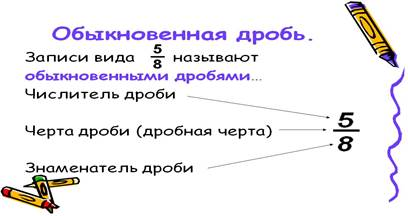 Обыкновенная дробь.
Записи вида 5/8 называют
обыкновенными дробями…
Числитель дроби
Черта дроби (дробная черта)
Знаменатель дроби
5
8